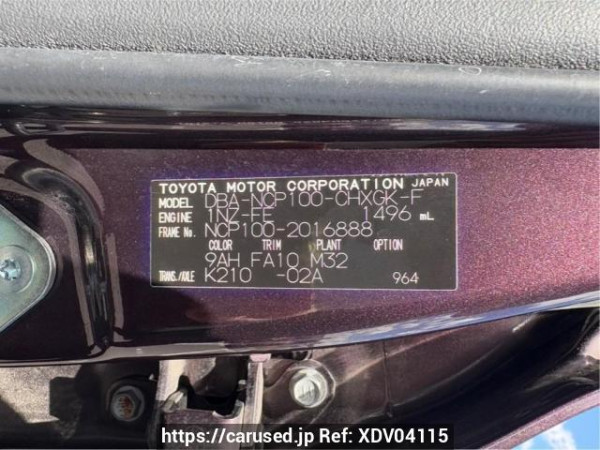 TOYOTA MOTOR CORPORATION JAPAN
MODEL DBA-NCP100-CHXGK-F
ENGINE 1NZ-FE 1496 mL
FRAME No. NCP100-2016888
COLOR TRIM PLANT OPTION
9AH FA10 M32
TRANS./AXLE K210 -02A 964
https://carused.jp Ref: XDV04115